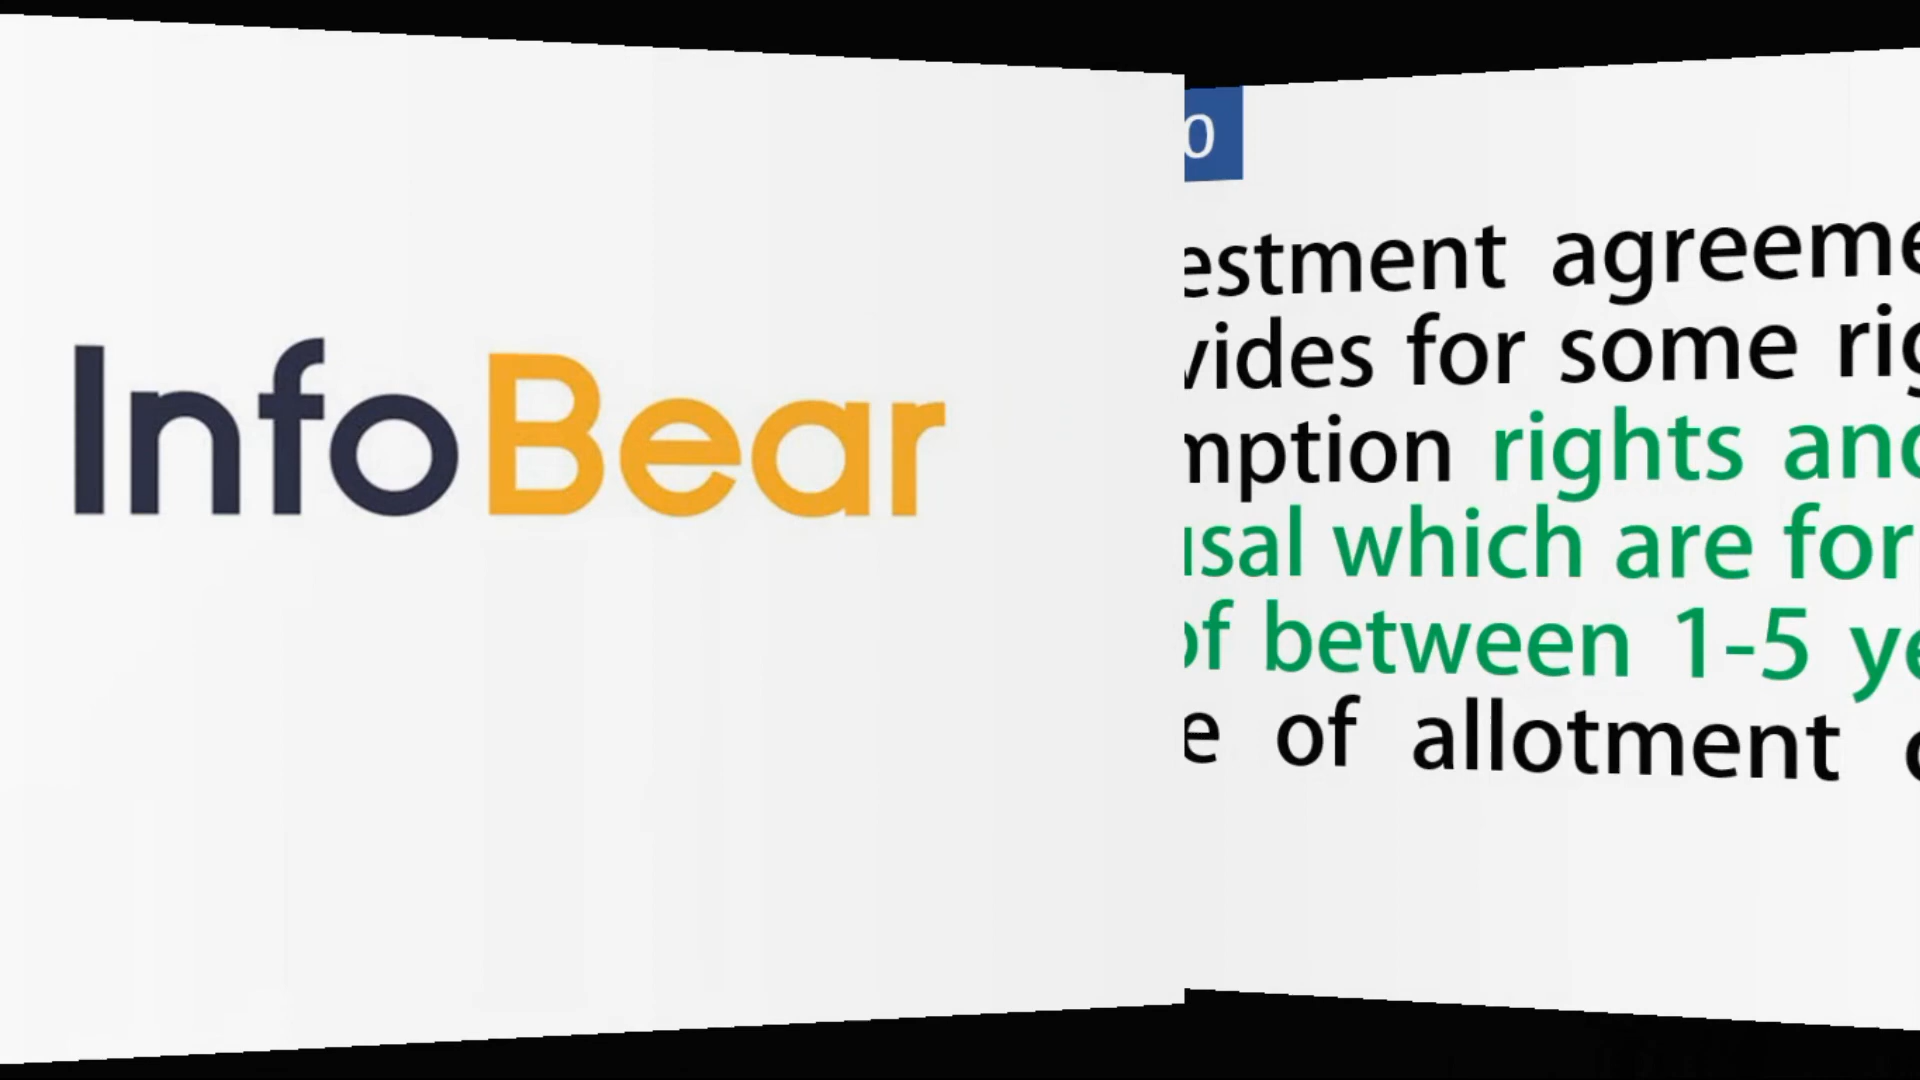 InfoBear
estment agreeme
vides for some rig
mption rights and
usal which are for
of between 1-5 ye
e of allotment